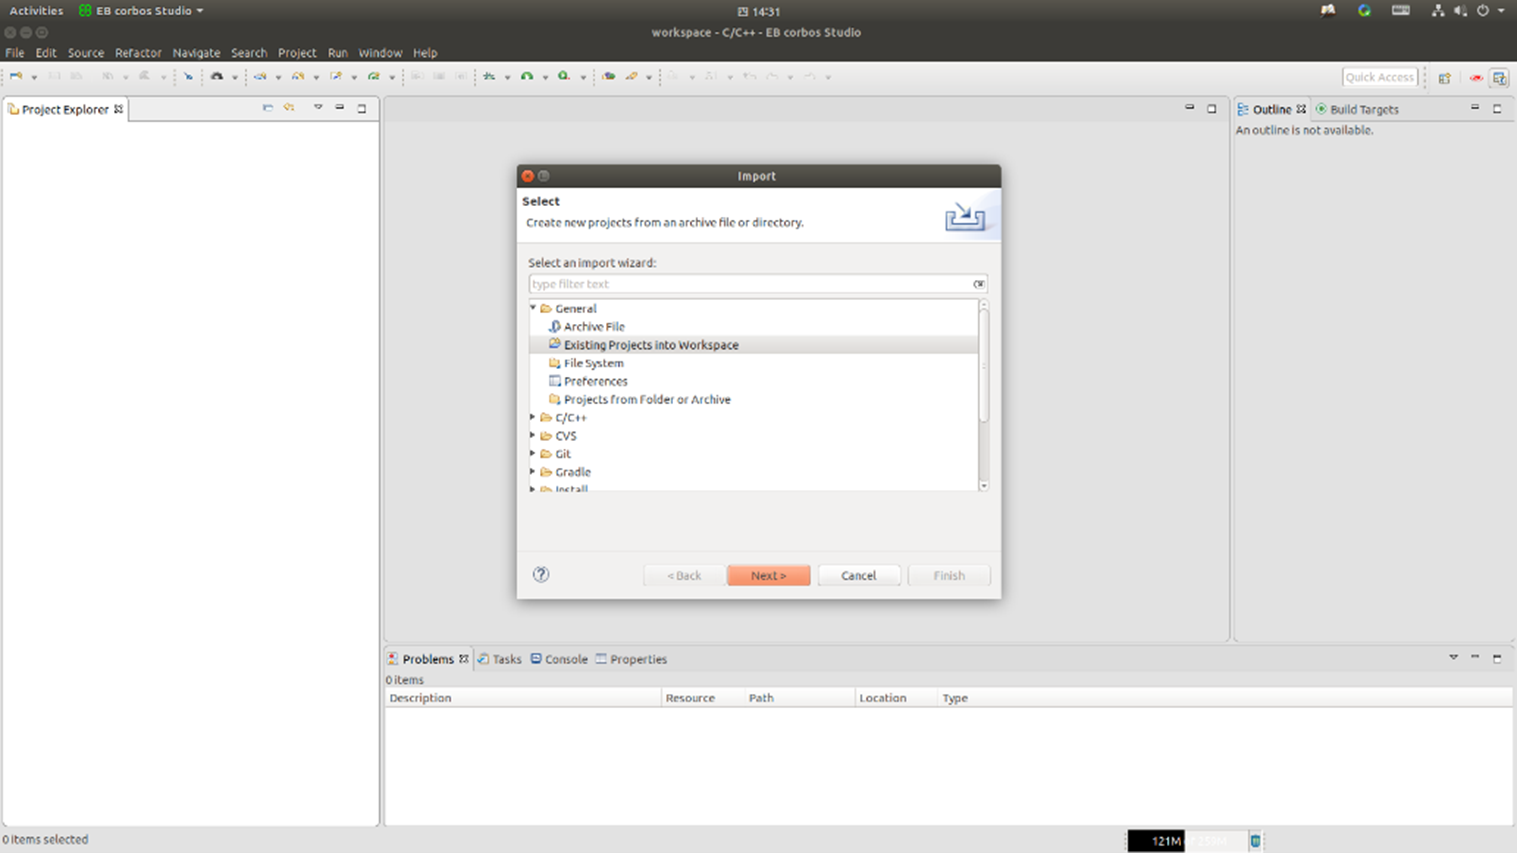 Activities EB corbos Studio 14:31
workspace - C/C++ - EB corbos Studio
File Edit Source Refactor Navigate Search Project Run Window Help
Quick Access
Project Explorer
Outline Build Targets
An outline is not available.
Import
Select
Create new projects from an archive file or directory.
Select an import wizard:
type filter text
General
Archive File
Existing Projects into Workspace
File System
Preferences
Projects from Folder or Archive
C/C++
CVS
Git
Gradle
Install
< Back Next > Cancel Finish
Problems Tasks Console Properties
0 items
Description Resource Path Location Type
0 items selected
121M